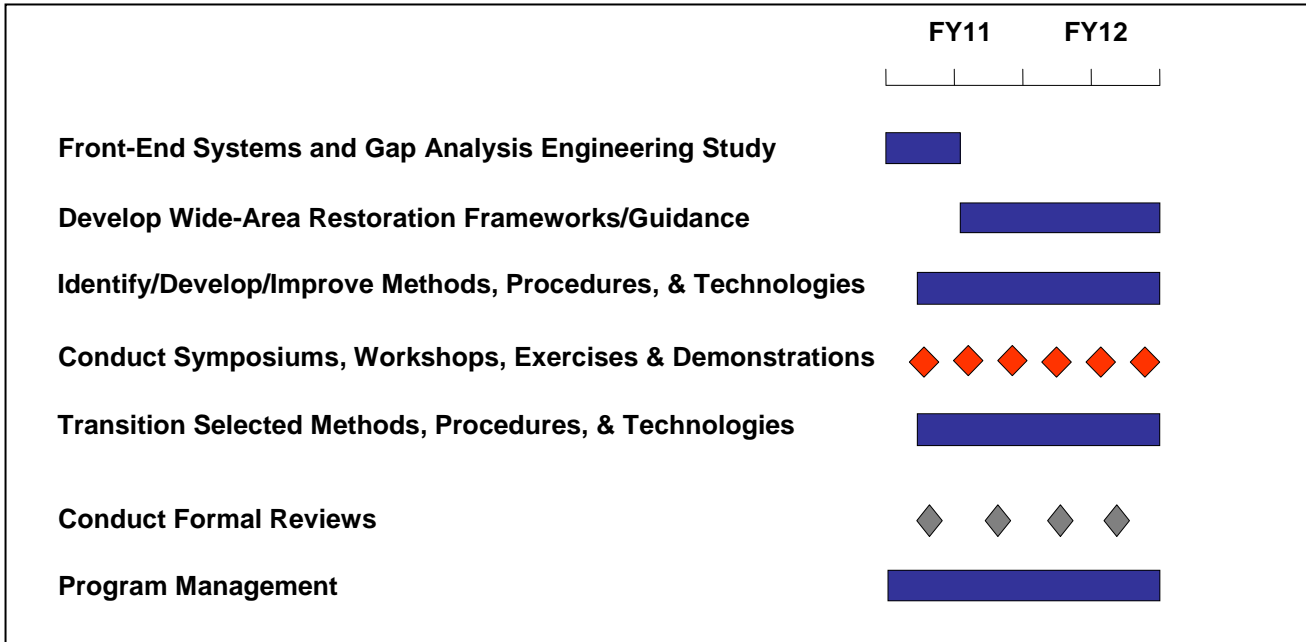 FY11 FY12
Front-End Systems and Gap Analysis Engineering Study
Develop Wide-Area Restoration Frameworks/Guidance
Identify/Develop/Improve Methods, Procedures, & Technologies
Conduct Symposiums, Workshops, Exercises & Demonstrations
Transition Selected Methods, Procedures, & Technologies
Conduct Formal Reviews
Program Management